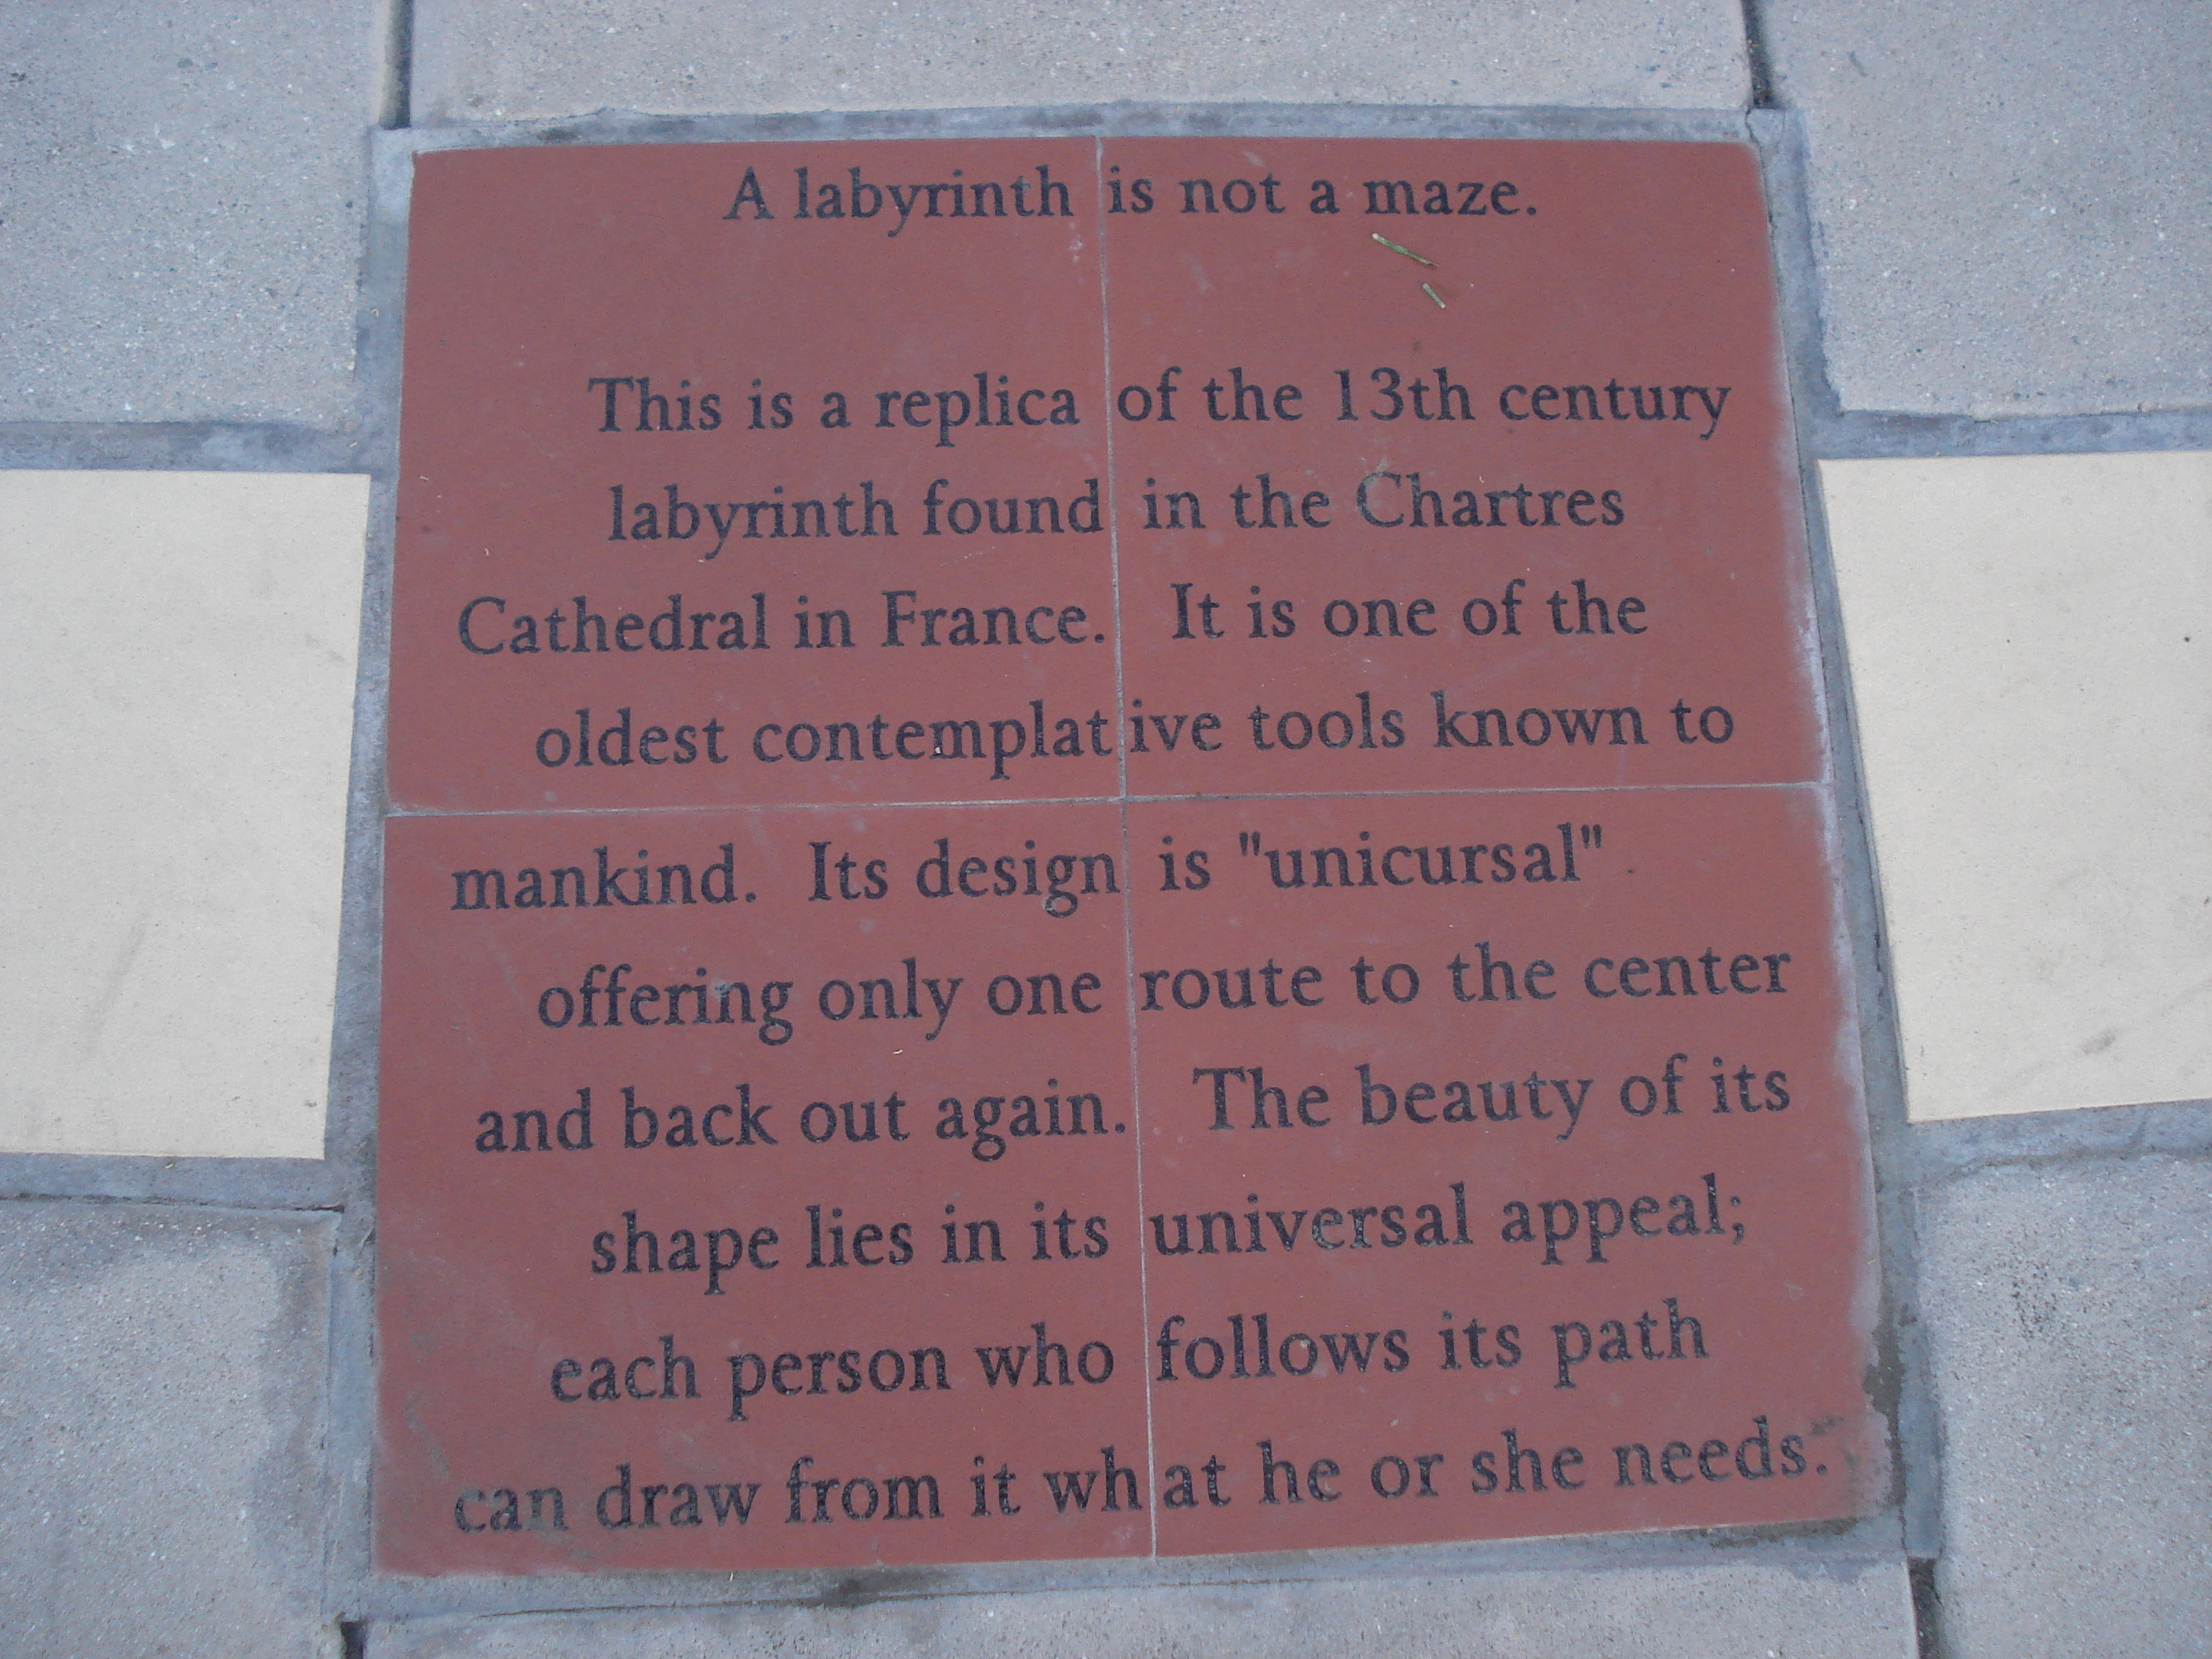 A labyrinth is not a maze.
This is a replica of the 13th century
labyrinth found in the Chartres
Cathedral in France. It is one of the
oldest contemplative tools known to
mankind. Its design is "unicursal"
offering only one route to the center
and back out again. The beauty of its
shape lies in its universal appeal;
each person who follows its path
can draw from it what he or she needs.